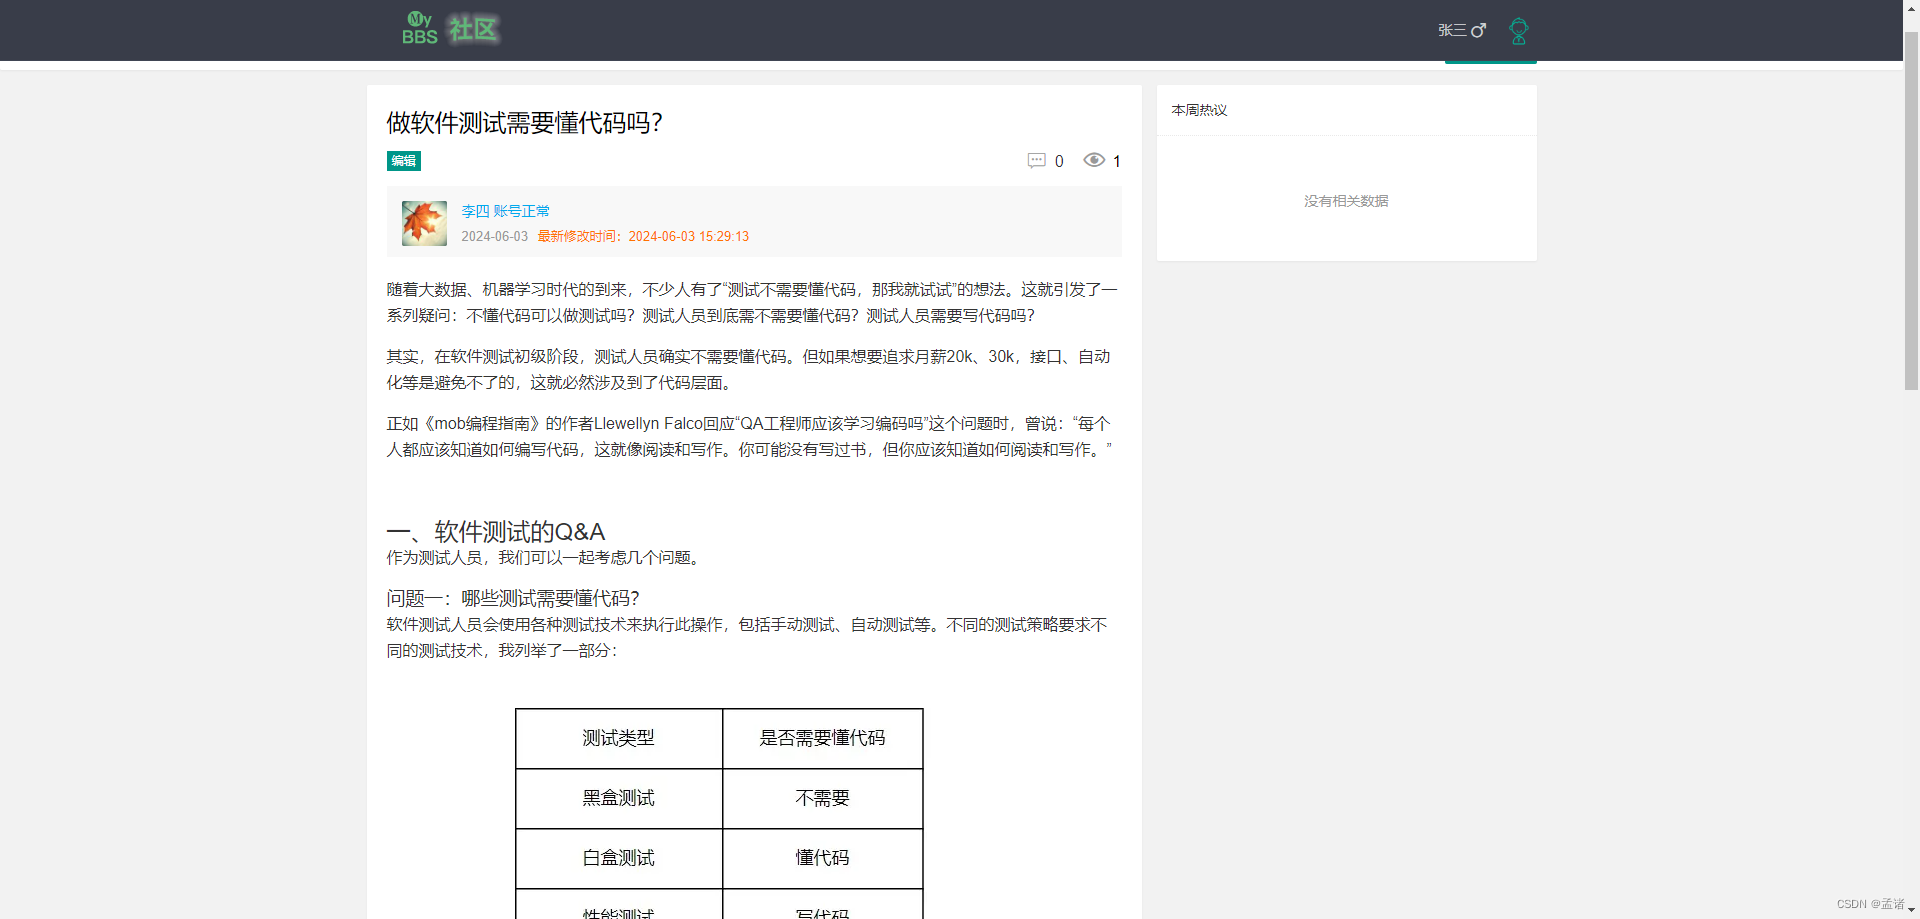 My
BBS 社区
张三
做软件测试需要懂代码吗？
编辑
0
1
李四 账号正常
2024-06-03 最新修改时间：2024-06-03 15:29:13
随着大数据、机器学习时代的到来，不少人有了“测试不需要懂代码，那我就试试”的想法。这就引发了一
系列疑问：不懂代码可以做测试吗？测试人员到底需不需要懂代码？测试人员需要写代码吗？
其实，在软件测试初级阶段，测试人员确实不需要懂代码。但如果想要追求月薪20k、30k，接口、自动
化等是避免不了的，这就必然涉及到了代码层面。
正如《mob编程指南》的作者Llewellyn Falco回应“QA工程师应该学习编码吗”这个问题时，曾说：“每个
人都应该知道如何编写代码，这就像阅读和写作。你可能没有写过书，但你应该知道如何阅读和写作。”
一、软件测试的Q&A
作为测试人员，我们可以一起考虑几个问题。
问题一：哪些测试需要懂代码？
软件测试人员会使用各种测试技术来执行此操作，包括手动测试、自动测试等。不同的测试策略要求不
同的测试技术，我列举了一部分：
测试类型 是否需要懂代码
黑盒测试 不需要
白盒测试 懂代码
性能测试 写代码
本周热议
没有相关数据
CSDN @孟诸